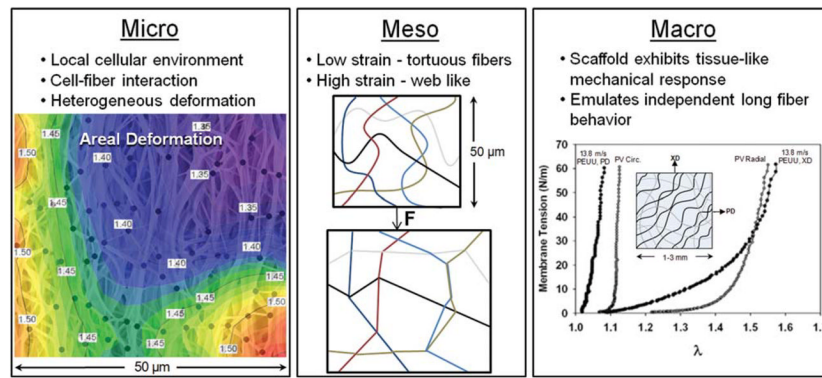 Micro
• Local cellular environment
• Cell-fiber interaction
• Heterogeneous deformation
Areal Deformation
1.50
1.45
1.40
1.35
1.40
1.35
1.45
1.40
1.35
1.50
1.40
1.45
1.45
1.45
1.45
1.50
1.50
50 µm
Meso
• Low strain - tortuous fibers
• High strain - web like
50 µm
F
Macro
• Scaffold exhibits tissue-like
mechanical response
• Emulates independent long fiber
behavior
Membrane Tension (N/m)
70
60
50
40
30
20
10
0
13.8 m/s
PEUU, PD
PV Circ.
XD
PD
1-3 mm
PV Radial
13.8 m/s
PEUU, XD
1.0
1.1
1.2
1.3
1.4
1.5
1.6
λ